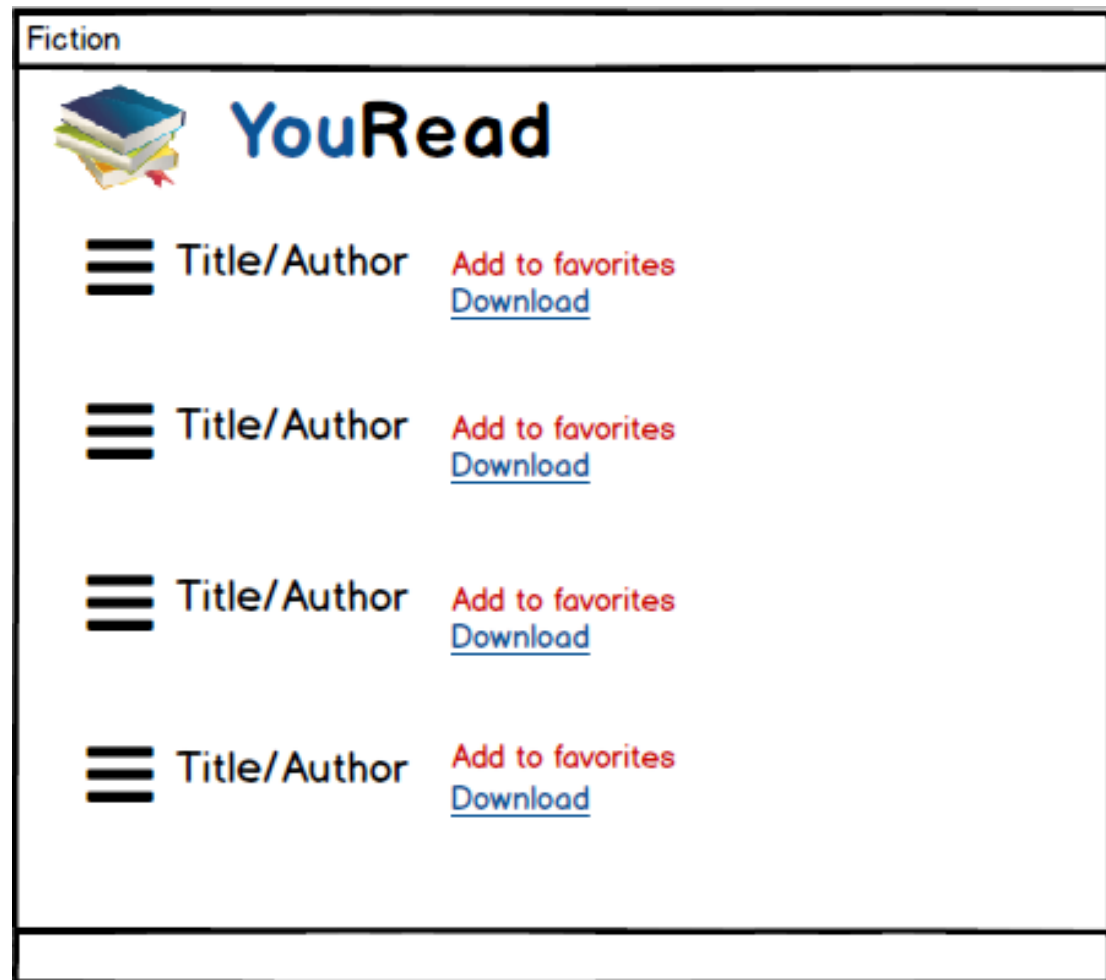 Fiction
YouRead
Title/Author
Add to favorites
Download
Title/Author
Add to favorites
Download
Title/Author
Add to favorites
Download
Title/Author
Add to favorites
Download